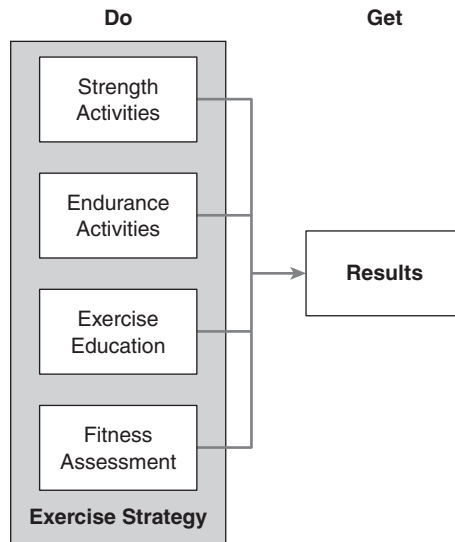 Do
Get
Strength
Activities
Endurance
Activities
Results
Exercise
Education
Fitness
Assessment
Exercise Strategy